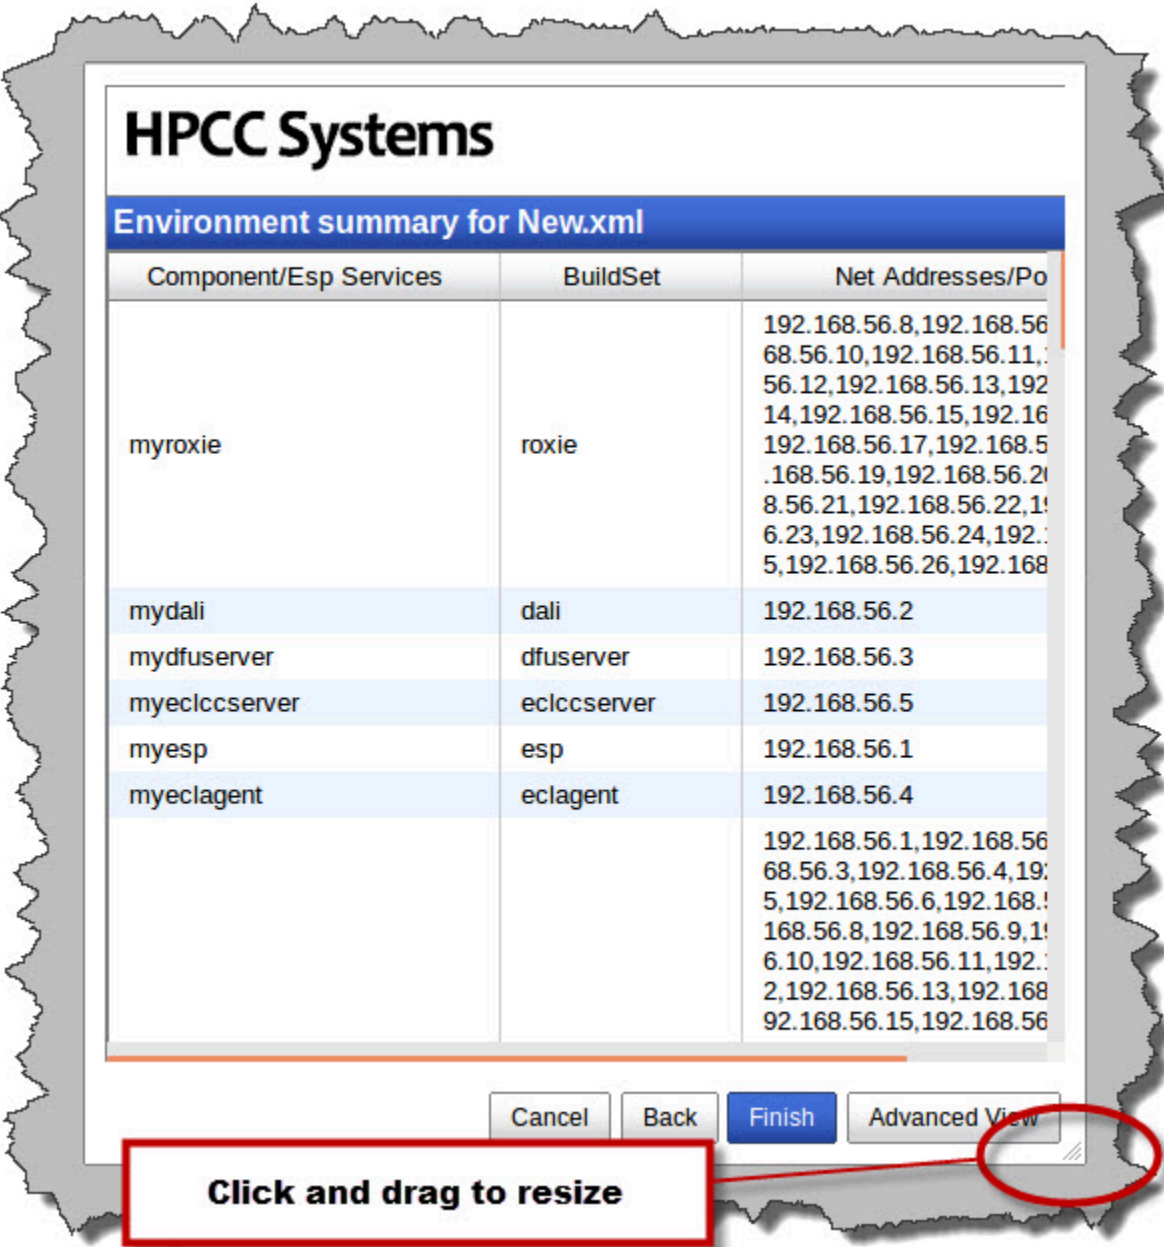 HPCC Systems
Environment summary for New.xml
Component/Esp Services BuildSet Net Addresses/Po
192.168.56.8,192.168.56
68.56.10,192.168.56.11,
56.12,192.168.56.13,192
14,192.168.56.15,192.16
myroxie roxie 192.168.56.17,192.168.5
.168.56.19,192.168.56.20
8.56.21,192.168.56.22,19
6.23,192.168.56.24,192.
5,192.168.56.26,192.168
mydali dali 192.168.56.2
mydfuserver dfuserver 192.168.56.3
myeclccserver eclccserver 192.168.56.5
myesp esp 192.168.56.1
myeclagent eclagent 192.168.56.4
192.168.56.1,192.168.56
68.56.3,192.168.56.4,192
5,192.168.56.6,192.168.5
168.56.8,192.168.56.9,19
6.10,192.168.56.11,192.
2,192.168.56.13,192.168
92.168.56.15,192.168.56
Cancel Back Finish Advanced View
Click and drag to resize